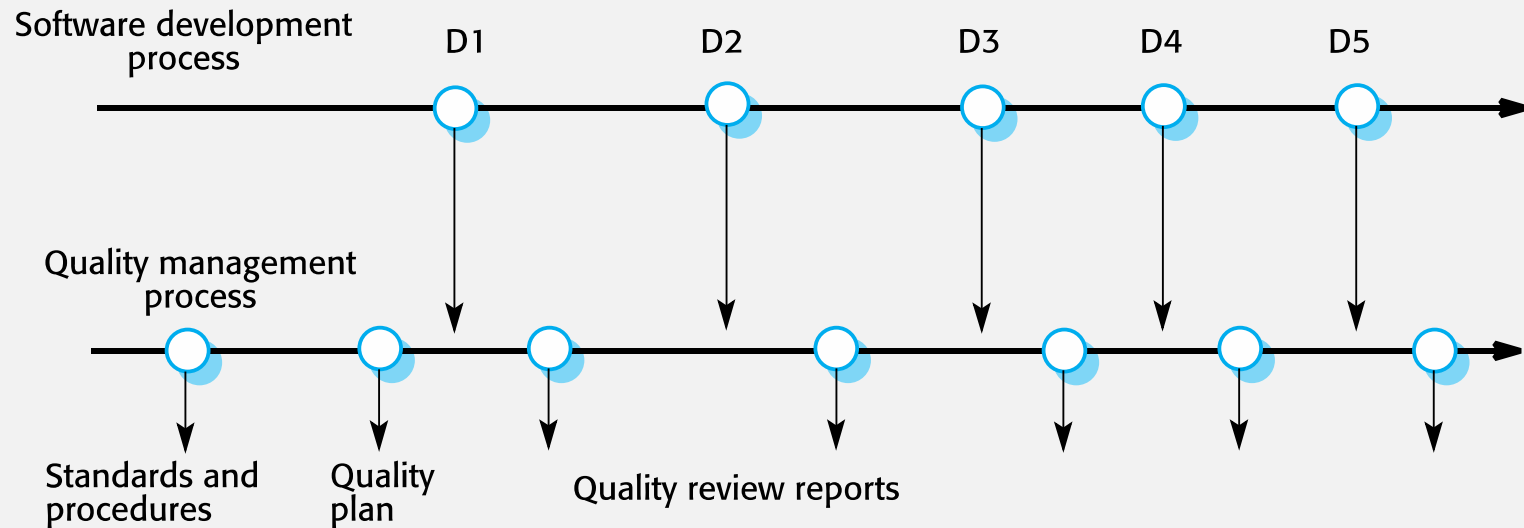 Software development
process
D1
D2
D3
D4
D5
Quality management
process
Standards and
procedures
Quality
plan
Quality review reports